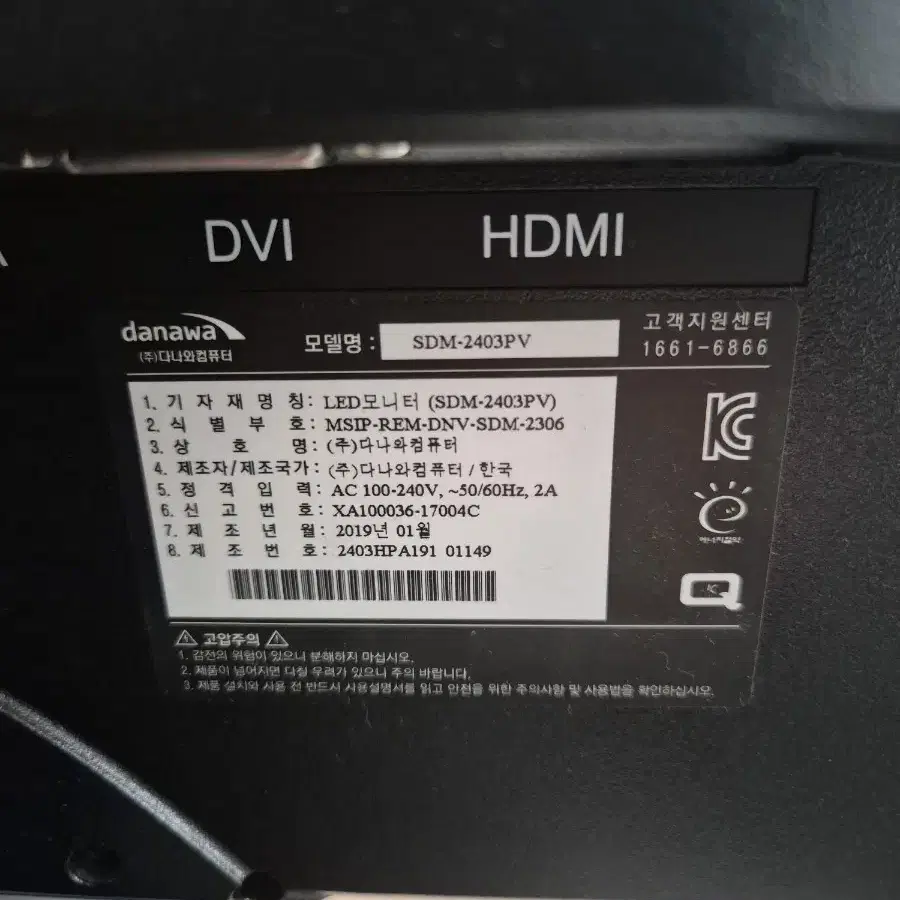 DVI HDMI
danawa
(주)다나와컴퓨터
모델명 : SDM-2403PV
고객지원센터
1661-6866
1. 기 자 재 명 칭 : LED모니터 (SDM-2403PV)
2. 식 별 부 호 : MSIP-REM-DNV-SDM-2306
3. 상 호 명 : (주)다나와컴퓨터
4. 제조자/제조국가 : (주)다나와컴퓨터 / 한국
5. 정 격 입 력 : AC 100-240V, ~50/60Hz, 2A
6. 신 고 번 호 : XA100036-17004C
7. 제 조 년 월 : 2019년 01월
8. 제 조 번 호 : 2403HPA191 01149
에너지절약
고압주의
1. 감전의 위험이 있으니 분해하지 마십시오.
2. 제품이 넘어지면 다칠 우려가 있으니 주의 바랍니다.
3. 제품 설치와 사용 전 반드시 사용설명서를 읽고 안전을 위한 주의사항 및 사용법을 확인하십시오.